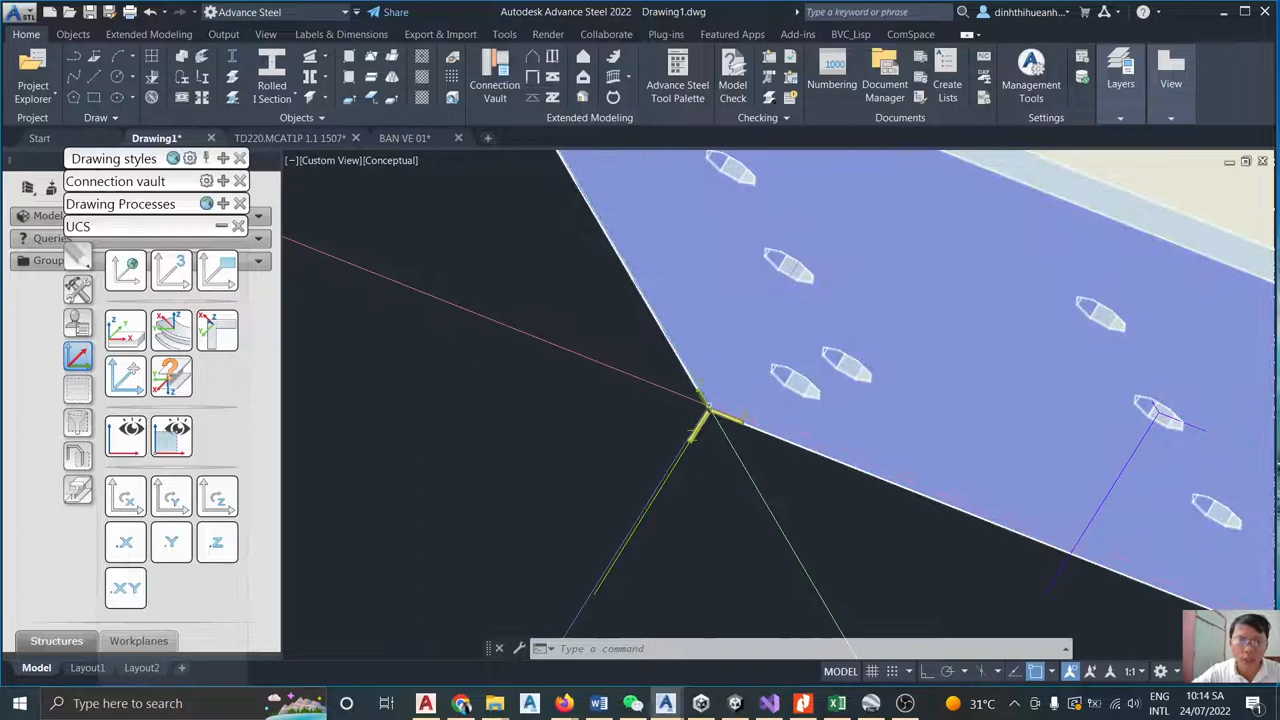 Advance Steel
Share
Autodesk Advance Steel 2022 Drawing1.dwg
Type a keyword or phrase
dinhthihueanh...
Home
Objects
Extended Modeling
Output
View
Labels & Dimensions
Export & Import
Tools
Render
Collaborate
Plug-ins
Featured Apps
Add-ins
BVC_Lisp
ComSpace
Project
Explorer
Rolled
I Section
Connection
Vault
Advance Steel
Tool Palette
Model
Check
Numbering
Document
Manager
Create
Lists
Management
Tools
Layers
View
Project
Draw
Objects
Extended Modeling
Checking
Documents
Settings
Start
Drawing1*
TD220.MCAT1P 1.1 1507*
BAN VE 01*
Drawing styles
[−][Custom View][Conceptual]
Connection vault
Drawing Processes
Model
UCS
Queries
Group
3
.X
.Y
.Z
.XY
Structures
Workplanes
Type a command
Model
Layout1
Layout2
MODEL
1:1
Type here to search
31°C
ENG
INTL
10:14 SA
24/07/2022